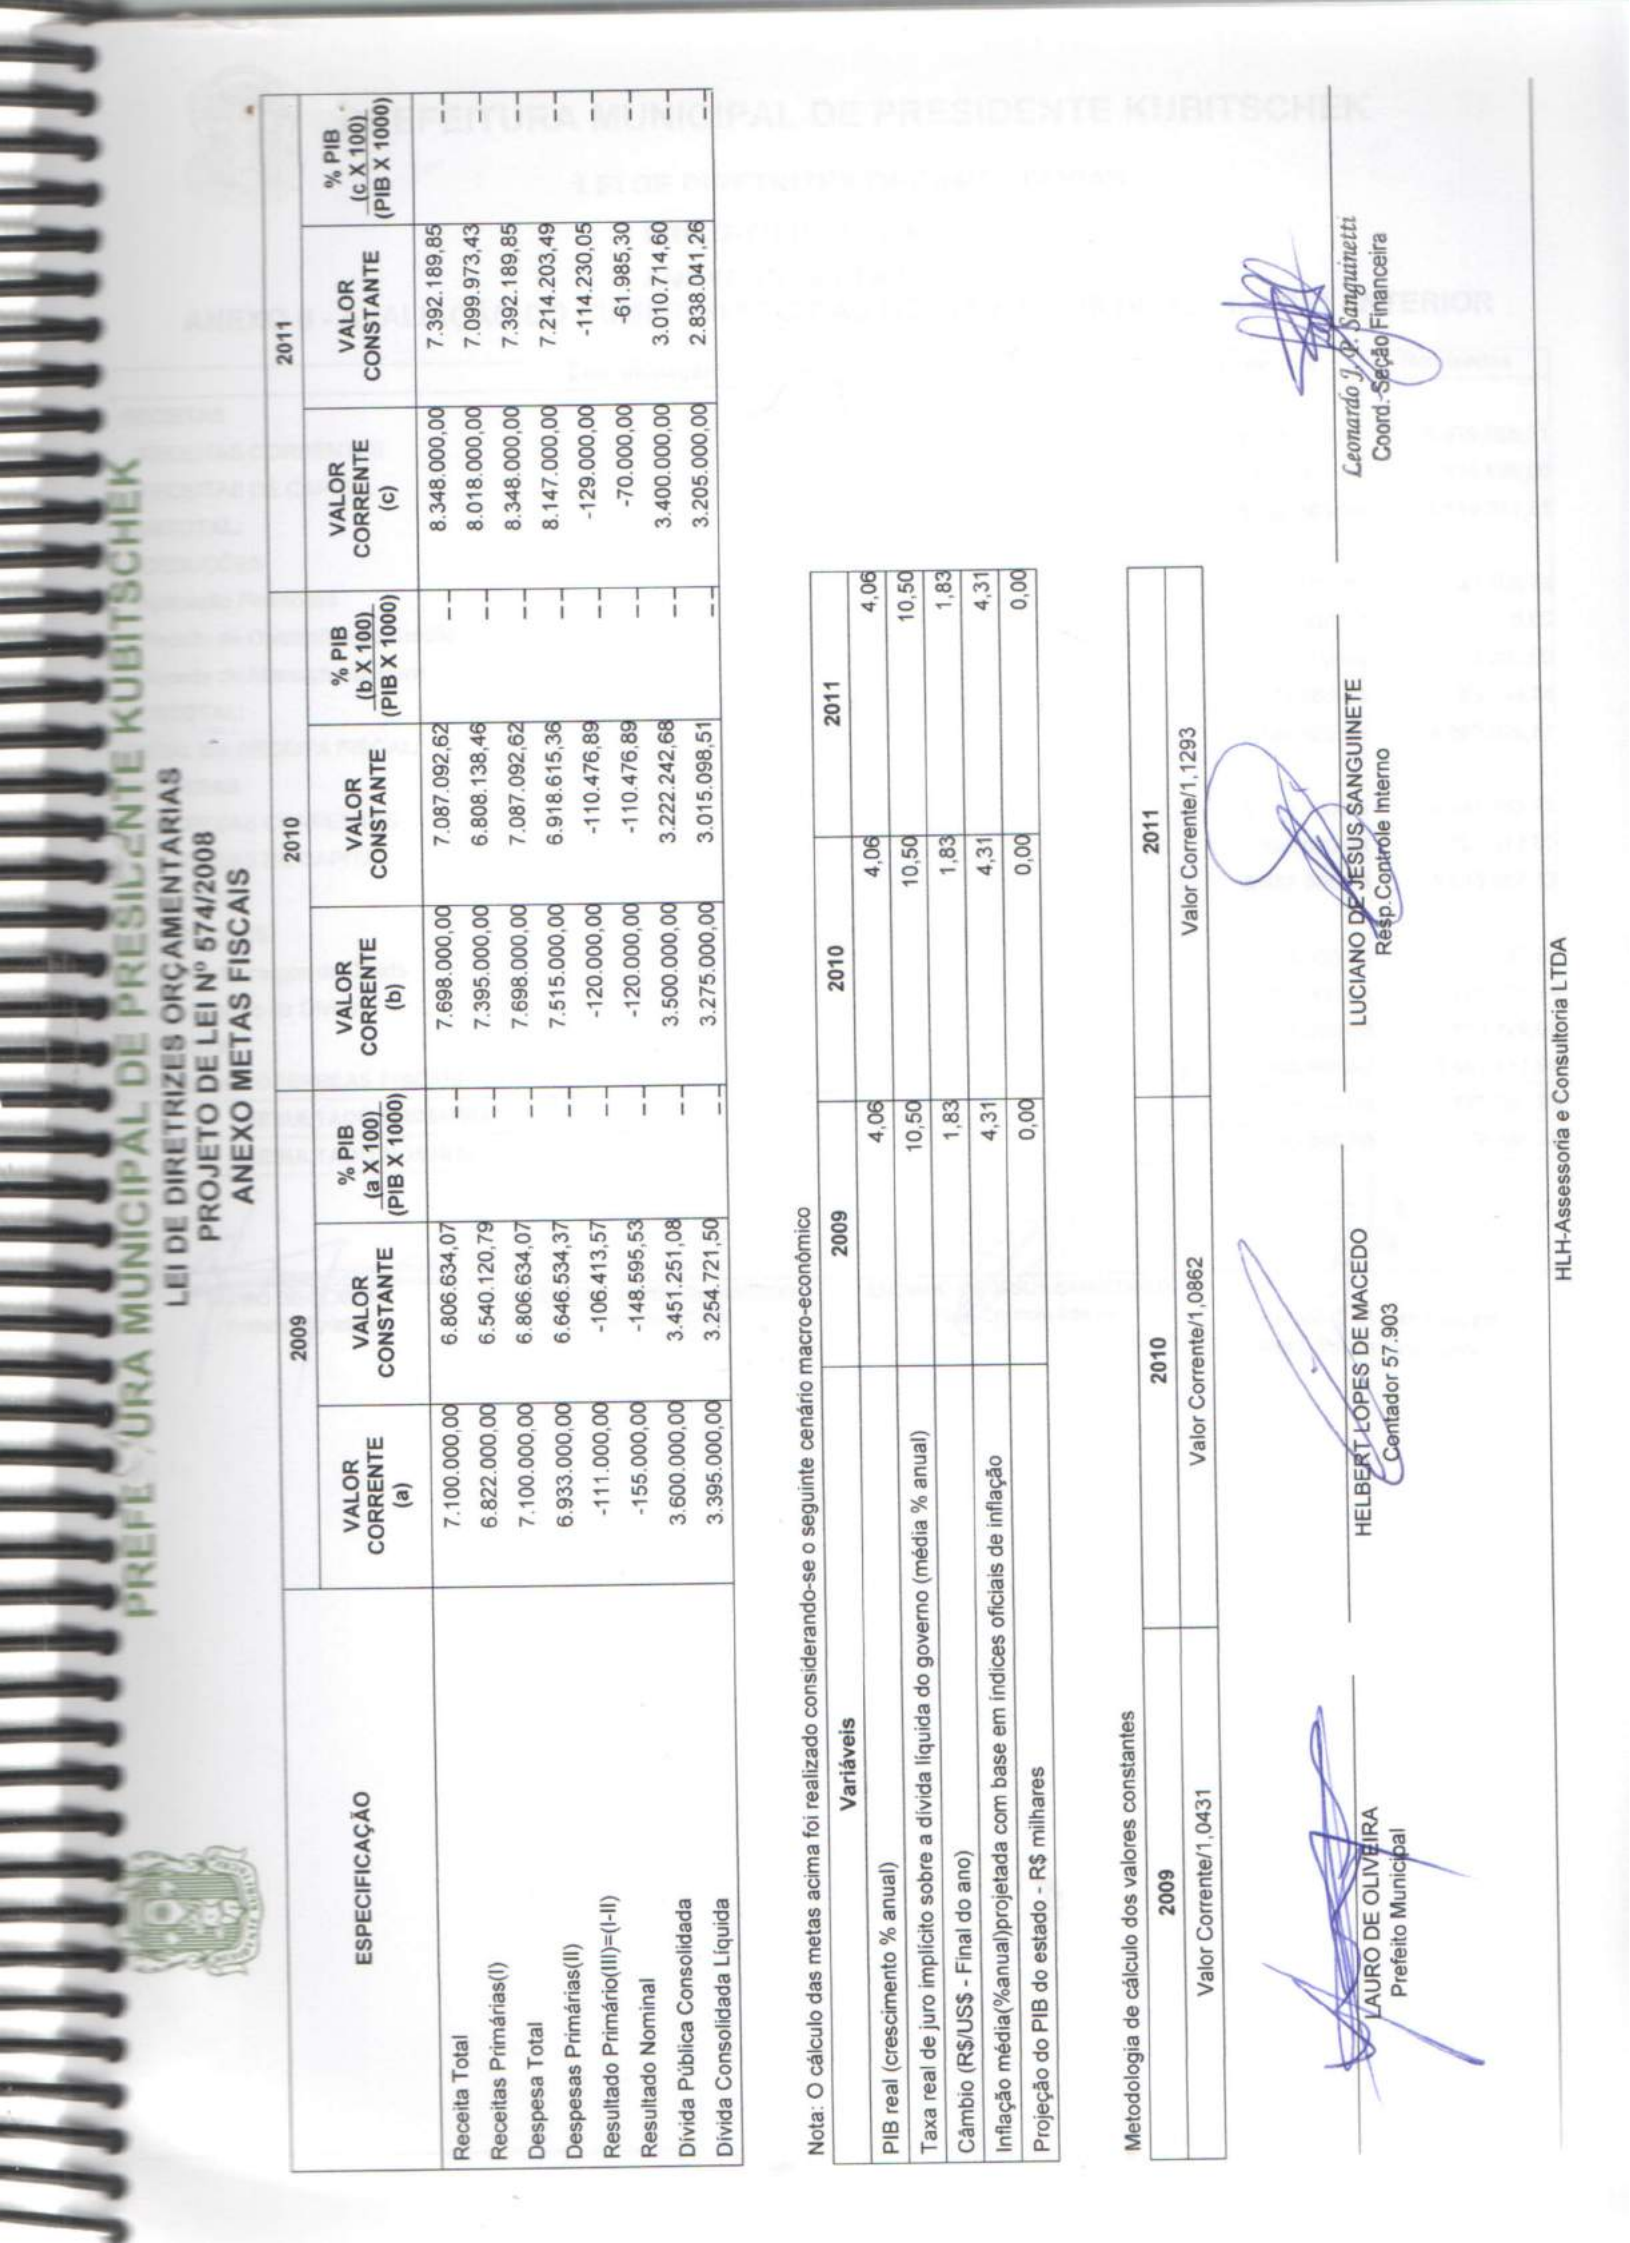 PREFEITURA MUNICIPAL DE PRESIDENTE KUBITSCHEK
LEI DE DIRETRIZES ORÇAMENTARIAS
PROJETO DE LEI Nº 574/2008
ANEXO METAS FISCAIS
2009 2010 2011
ESPECIFICAÇÃO VALOR CORRENTE (a) VALOR CONSTANTE % PIB (a X 100) (PIB X 1000) VALOR CORRENTE (b) VALOR CONSTANTE % PIB (b X 100) (PIB X 1000) VALOR CORRENTE (c) VALOR CONSTANTE % PIB (c X 100) (PIB X 1000)
Receita Total 7.100.000,00 6.806.634,07 -- 7.698.000,00 7.087.092,62 -- 8.348.000,00 7.392.189,85 --
Receitas Primárias(I) 6.822.000,00 6.540.120,79 -- 7.395.000,00 6.808.138,46 -- 8.018.000,00 7.099.973,43 --
Despesa Total 7.100.000,00 6.806.634,07 -- 7.698.000,00 7.087.092,62 -- 8.348.000,00 7.392.189,85 --
Despesas Primárias(II) 6.933.000,00 6.646.534,37 -- 7.515.000,00 6.918.615,36 -- 8.147.000,00 7.214.203,49 --
Resultado Primário(III)=(I-II) -111.000,00 -106.413,57 -- -120.000,00 -110.476,89 -- -129.000,00 -114.230,05 --
Resultado Nominal -155.000,00 -148.595,53 -- -120.000,00 -110.476,89 -- -70.000,00 -61.985,30 --
Dívida Pública Consolidada 3.600.000,00 3.451.251,08 -- 3.500.000,00 3.222.242,68 -- 3.400.000,00 3.010.714,60 --
Dívida Consolidada Líquida 3.395.000,00 3.254.721,50 -- 3.275.000,00 3.015.098,51 -- 3.205.000,00 2.838.041,26 --
Nota: O cálculo das metas acima foi realizado considerando-se o seguinte cenário macro-econômico
Variáveis 2009 2010 2011
PIB real (crescimento % anual) 4,06 4,06 4,06
Taxa real de juro implícito sobre a dívida líquida do governo (média % anual) 10,50 10,50 10,50
Câmbio (R$/US$ - Final do ano) 1,83 1,83 1,83
Inflação média(%anual)projetada com base em índices oficiais de inflação 4,31 4,31 4,31
Projeção do PIB do estado - R$ milhares 0,00 0,00 0,00
Metodologia de cálculo dos valores constantes
2009 2010 2011
Valor Corrente/1,0431 Valor Corrente/1,0862 Valor Corrente/1,1293
LAURO DE OLIVEIRA HELBERT LOPES DE MACEDO LUCIANO DE JESUS SANGUINETE Leonardo J. P. Sanguinetti
Prefeito Municipal Contador 57.903 Resp.Controle Interno Coord.-Seção Financeira
HLH-Assessoria e Consultoria LTDA